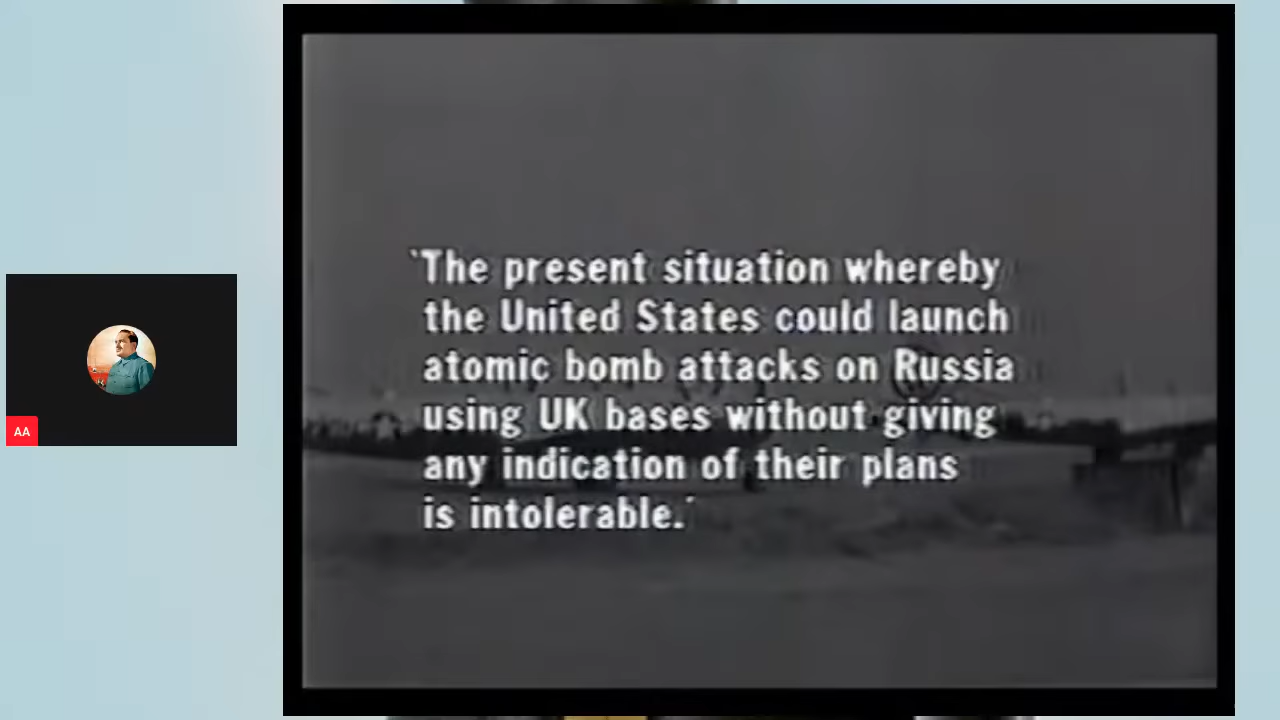 AA
`The present situation whereby
the United States could launch
atomic bomb attacks on Russia
using UK bases without giving
any indication of their plans
is intolerable.´